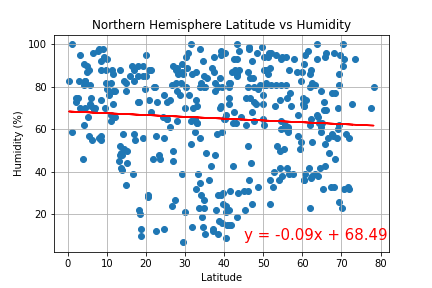 Northern Hemisphere Latitude vs Humidity
100
80
60
40
20
Humidity (%)
y = -0.09x + 68.49
0 10 20 30 40 50 60 70 80
Latitude